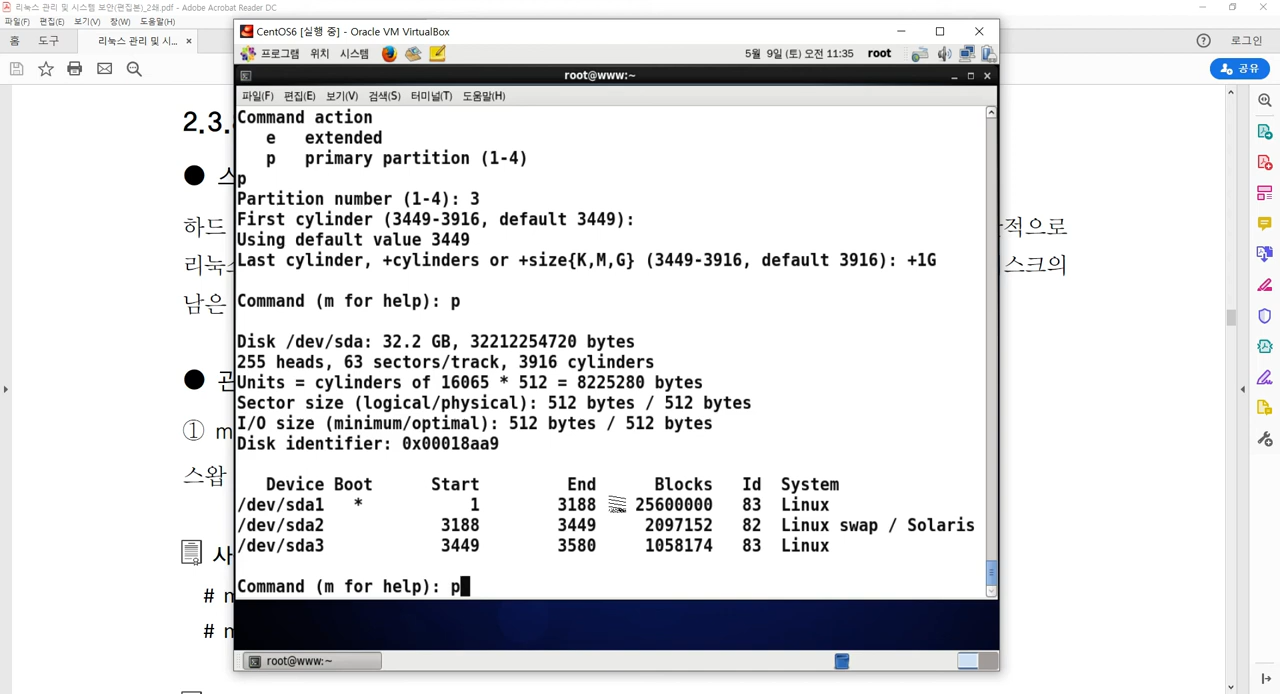 리눅스 관리 및 시스템 보안(편집본)_2쇄.pdf - Adobe Acrobat Reader DC
파일(F) 편집(E) 보기(V) 창(W) 도움말(H)
홈 도구 리눅스 관리 및 시... × ? 로그인
공유
CentOS6 [실행 중] - Oracle VM VirtualBox
프로그램 위치 시스템 5월 9일 (토) 오전 11:35 root
root@www:~
파일(F) 편집(E) 보기(V) 검색(S) 터미널(T) 도움말(H)
Command action
e extended
p primary partition (1-4)
p
Partition number (1-4): 3
First cylinder (3449-3916, default 3449):
Using default value 3449
Last cylinder, +cylinders or +size{K,M,G} (3449-3916, default 3916): +1G
Command (m for help): p
Disk /dev/sda: 32.2 GB, 32212254720 bytes
255 heads, 63 sectors/track, 3916 cylinders
Units = cylinders of 16065 * 512 = 8225280 bytes
Sector size (logical/physical): 512 bytes / 512 bytes
I/O size (minimum/optimal): 512 bytes / 512 bytes
Disk identifier: 0x00018aa9
Device Boot Start End Blocks Id System
/dev/sda1 * 1 3188 25600000 83 Linux
/dev/sda2 3188 3449 2097152 82 Linux swap / Solaris
/dev/sda3 3449 3580 1058174 83 Linux
Command (m for help): p
root@www:~
2.3.
● 스
하드 적으로
리눅 스크의
남은
●
① m
스왑
사
# m
# m